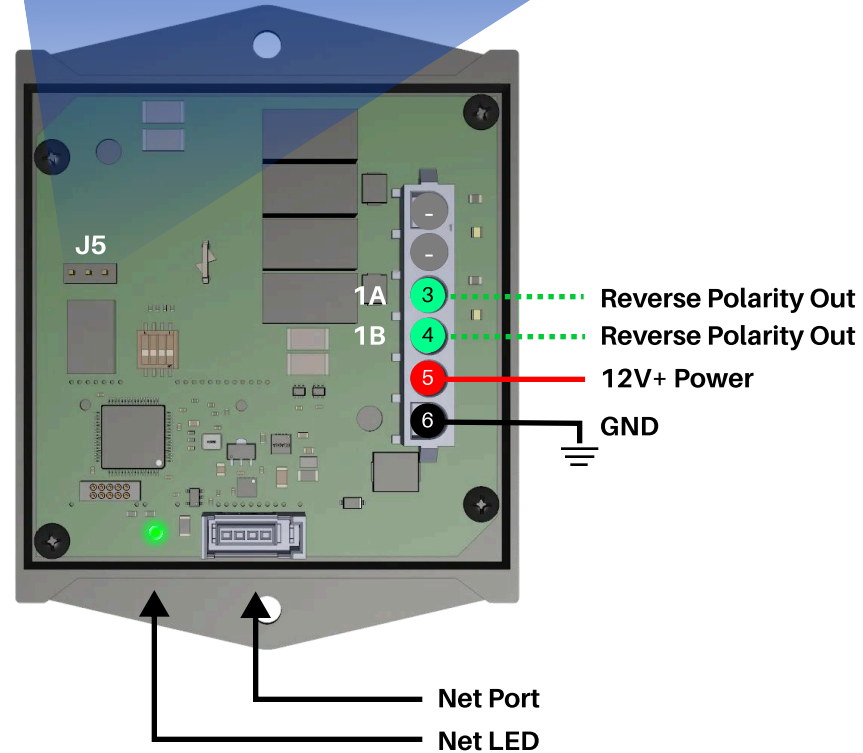 J5
-
-
1A 3 Reverse Polarity Out
1B 4 Reverse Polarity Out
5 12V+ Power
6 GND
Net Port
Net LED